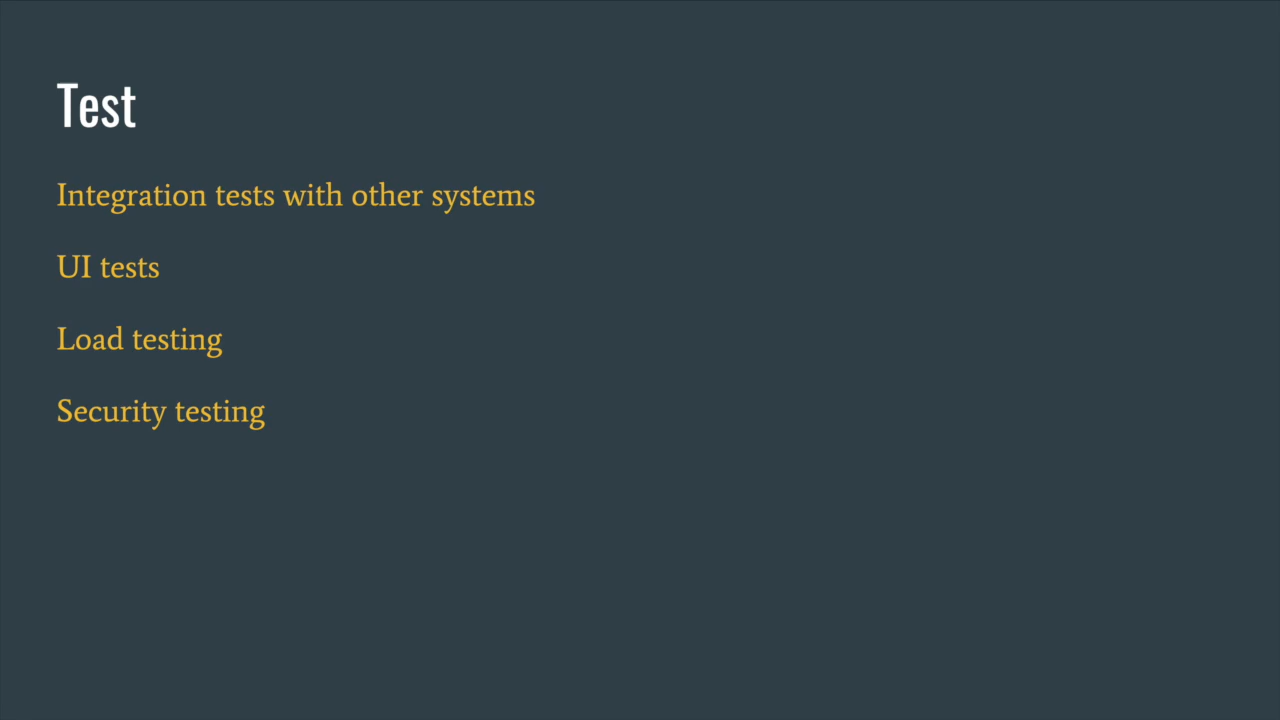 Test
Integration tests with other systems
UI tests
Load testing
Security testing